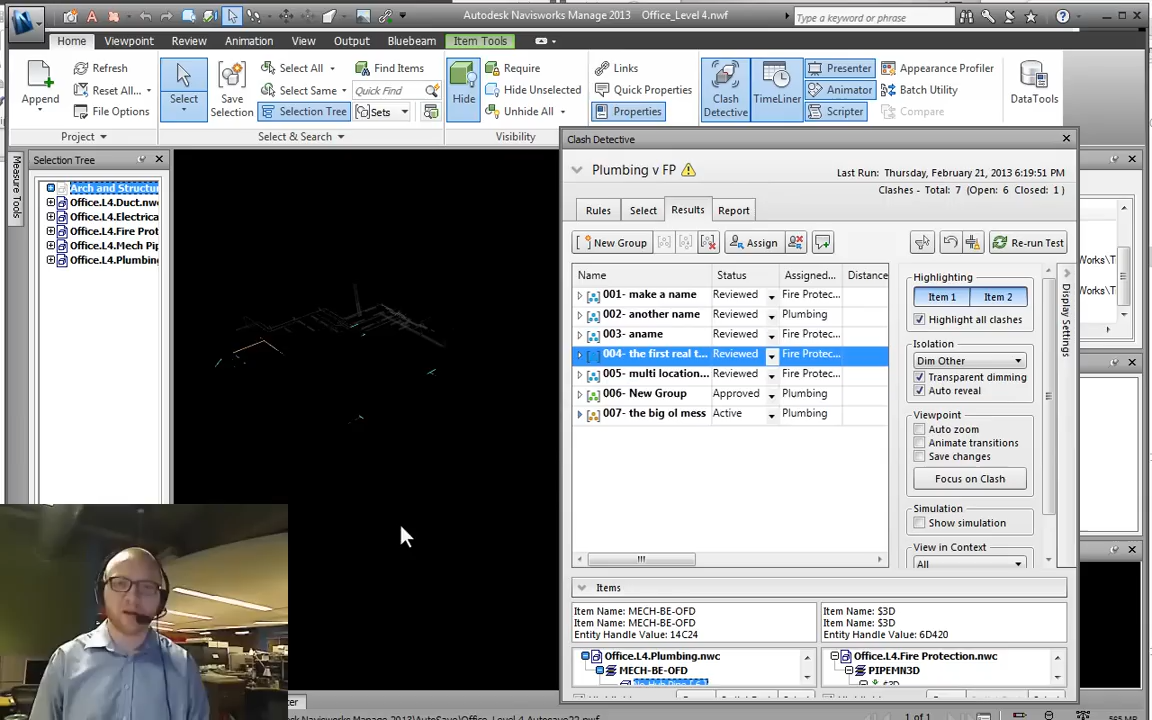 Autodesk Navisworks Manage 2013 Office_Level 4.nwf
Type a keyword or phrase
Home Viewpoint Review Animation View Output Bluebeam Item Tools
Append
Refresh
Reset All...
File Options
Project
Select
Save Selection
Select All
Select Same
Selection Tree
Find Items
Quick Find
Sets
Select & Search
Hide
Require
Hide Unselected
Unhide All
Visibility
Links
Quick Properties
Properties
Clash Detective
TimeLiner
Presenter
Animator
Scripter
Appearance Profiler
Batch Utility
Compare
DataTools
Measure Tools
Selection Tree
Arch and Structur
Office.L4.Duct.nwc
Office.L4.Electrica
Office.L4.Fire Prot
Office.L4.Mech Pip
Office.L4.Plumbing
Clash Detective
Plumbing v FP
Last Run: Thursday, February 21, 2013 6:19:51 PM
Clashes - Total: 7 (Open: 6 Closed: 1 )
Rules Select Results Report
New Group Assign Re-run Test
Name Status Assigned... Distance
001- make a name Reviewed Fire Protec...
002- another name Reviewed Plumbing
003- aname Reviewed Fire Protec...
004- the first real t... Reviewed Fire Protec...
005- multi location... Reviewed Fire Protec...
006- New Group Approved Plumbing
007- the big ol mess Active Plumbing
Highlighting
Item 1 Item 2
Highlight all clashes
Isolation
Dim Other
Transparent dimming
Auto reveal
Viewpoint
Auto zoom
Animate transitions
Save changes
Focus on Clash
Simulation
Show simulation
View in Context
All
Display Settings
Items
Item Name: MECH-BE-OFD
Item Name: MECH-BE-OFD
Entity Handle Value: 14C24
Item Name: $3D
Item Name: $3D
Entity Handle Value: 6D420
Office.L4.Plumbing.nwc
MECH-BE-OFD
Office.L4.Fire Protection.nwc
PIPEMN3D
$3D
Works\T
Works\T
1 of 1
565 MB